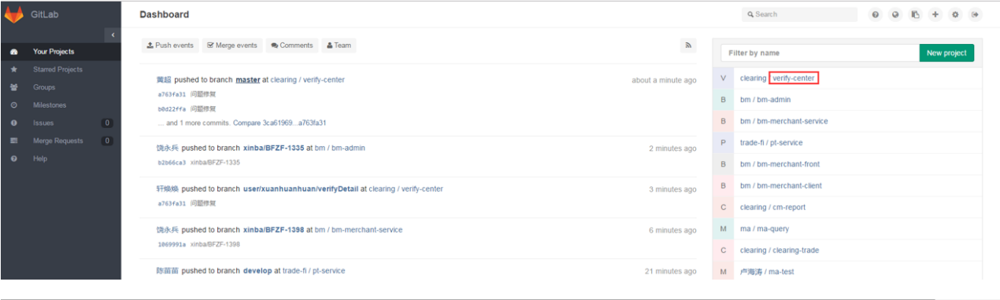 GitLab
Dashboard
Search
Your Projects
Starred Projects
Groups
Milestones
Issues 0
Merge Requests 0
Help
Push events Merge events Comments Team
黄超 pushed to branch master at clearing / verify-center about a minute ago
a763fa31 问题修复
b0d22ffa 问题修复
... and 1 more commits. Compare 3ca61969...a763fa31
饶永兵 pushed to branch xinba/BFZF-1335 at bm / bm-admin 2 minutes ago
b2b66ca3 xinba/BFZF-1335
轩焕焕 pushed to branch user/xuanhuanhuan/verifyDetail at clearing / verify-center 3 minutes ago
a763fa31 问题修复
饶永兵 pushed to branch xinba/BFZF-1398 at bm / bm-merchant-service 6 minutes ago
1069991a xinba/BFZF-1398
陈苗苗 pushed to branch develop at trade-fi / pt-service 21 minutes ago
Filter by name New project
V clearing / verify-center
B bm / bm-admin
B bm / bm-merchant-service
P trade-fi / pt-service
B bm / bm-merchant-front
B bm / bm-merchant-client
C clearing / cm-report
M ma / ma-query
C clearing / clearing-trade
M 卢海涛 / ma-test